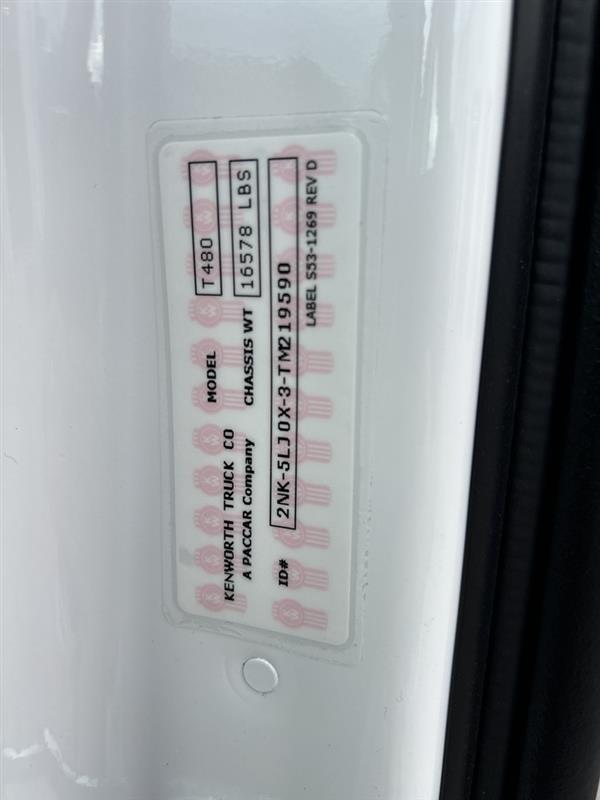 KENWORTH TRUCK CO MODEL T480
A PACCAR Company CHASSIS WT 16578 LBS
ID# 2NK-5LJ0X-3-TM219590
LABEL S53-1269 REV D